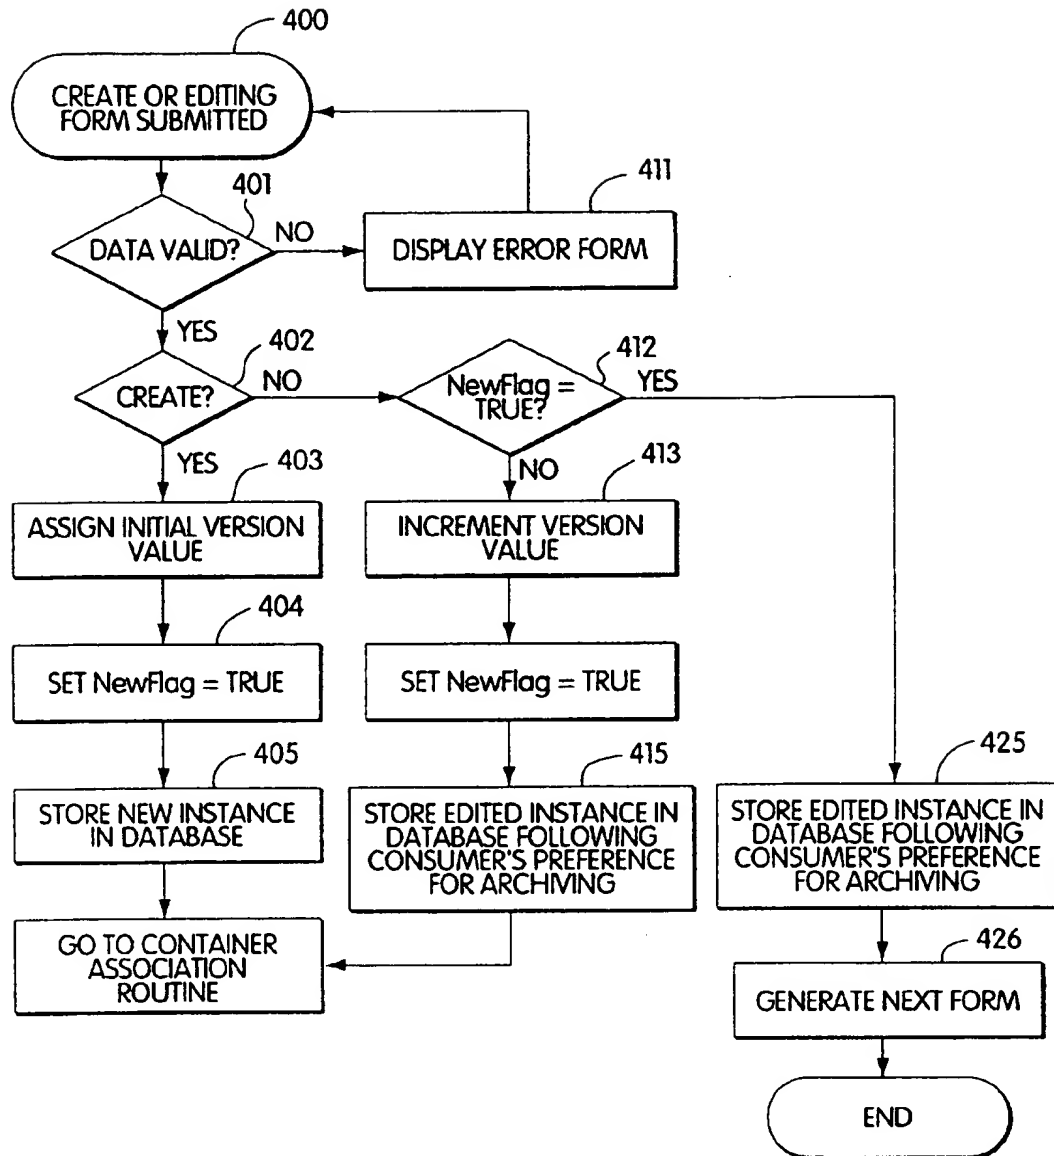 400
CREATE OR EDITING
FORM SUBMITTED
401
DATA VALID?
NO
411
DISPLAY ERROR FORM
YES
402
CREATE?
NO
412
NewFlag =
TRUE?
YES
YES
403
ASSIGN INITIAL VERSION
VALUE
NO
413
INCREMENT VERSION
VALUE
404
SET NewFlag = TRUE
SET NewFlag = TRUE
405
STORE NEW INSTANCE
IN DATABASE
415
STORE EDITED INSTANCE IN
DATABASE FOLLOWING
CONSUMER'S PREFERENCE
FOR ARCHIVING
425
STORE EDITED INSTANCE IN
DATABASE FOLLOWING
CONSUMER'S PREFERENCE
FOR ARCHIVING
GO TO CONTAINER
ASSOCIATION
ROUTINE
426
GENERATE NEXT FORM
END